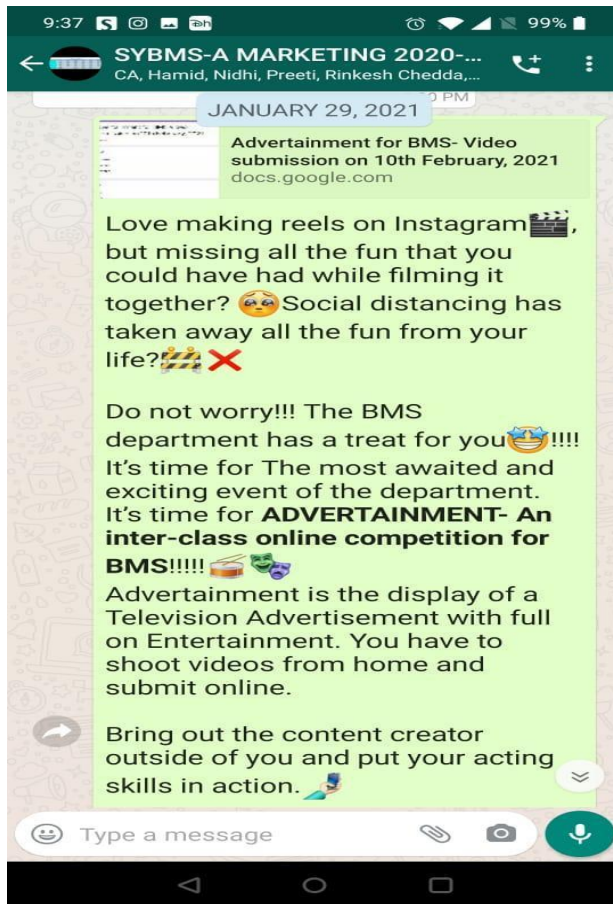 9:37 99%
SYBMS-A MARKETING 2020-...
CA, Hamid, Nidhi, Preeti, Rinkesh Chedda,...
PM
JANUARY 29, 2021
Advertainment for BMS- Video
submission on 10th February, 2021
docs.google.com
Love making reels on Instagram🎬,
but missing all the fun that you
could have had while filming it
together? 🥺Social distancing has
taken away all the fun from your
life?🚧❌
Do not worry!!! The BMS
department has a treat for you🤩!!!!
It's time for The most awaited and
exciting event of the department.
It's time for ADVERTAINMENT- An
inter-class online competition for
BMS!!!!! 🥁🎭
Advertainment is the display of a
Television Advertisement with full
on Entertainment. You have to
shoot videos from home and
submit online.
Bring out the content creator
outside of you and put your acting
skills in action. 🤳
Type a message